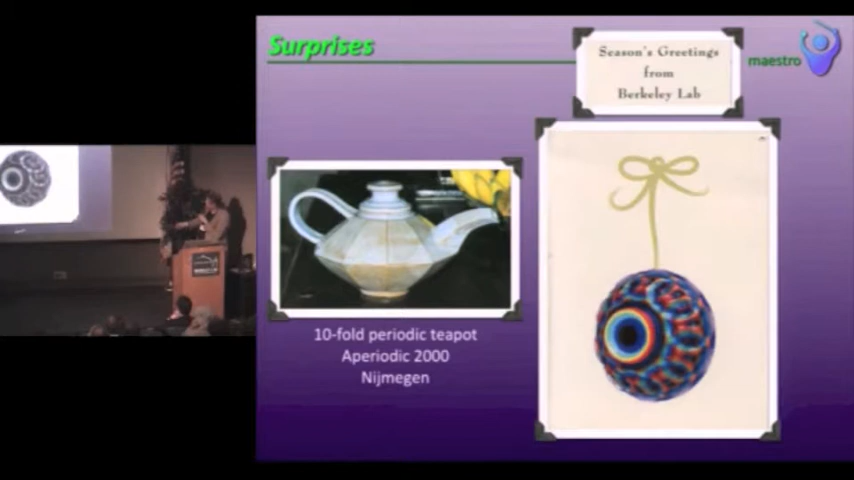 Surprises
maestro
Season's Greetings
from
Berkeley Lab
10-fold periodic teapot
Aperiodic 2000
Nijmegen